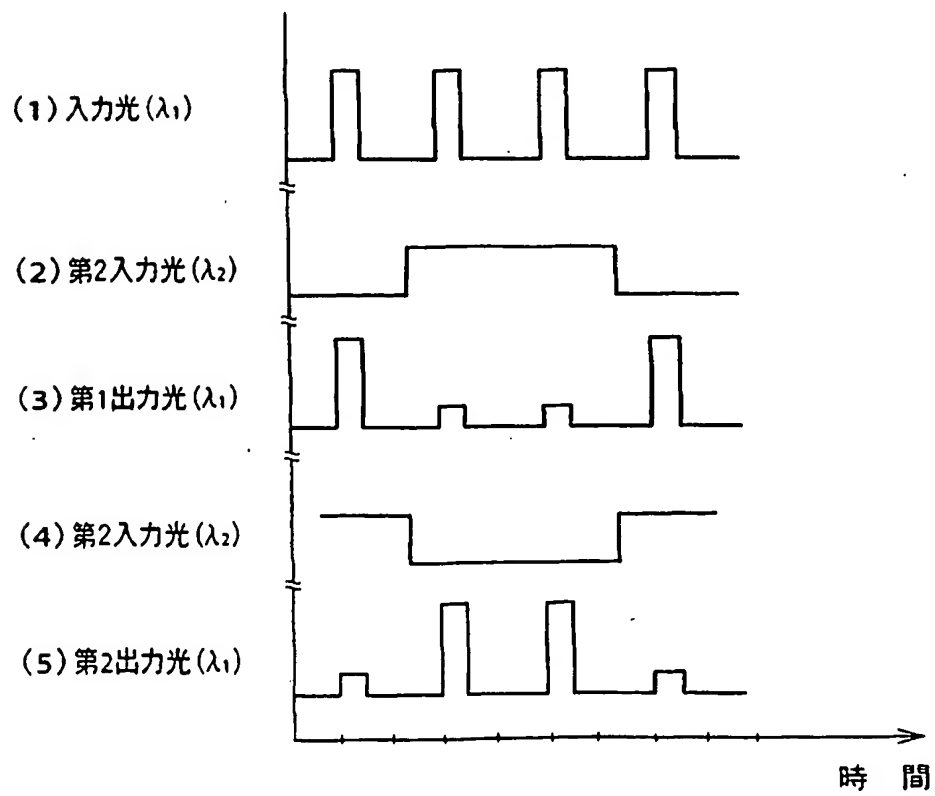 (1)入力光(λ₁)
(2)第2入力光(λ₂)
(3)第1出力光(λ₁)
(4)第2入力光(λ₂)
(5)第2出力光(λ₁)
時 間